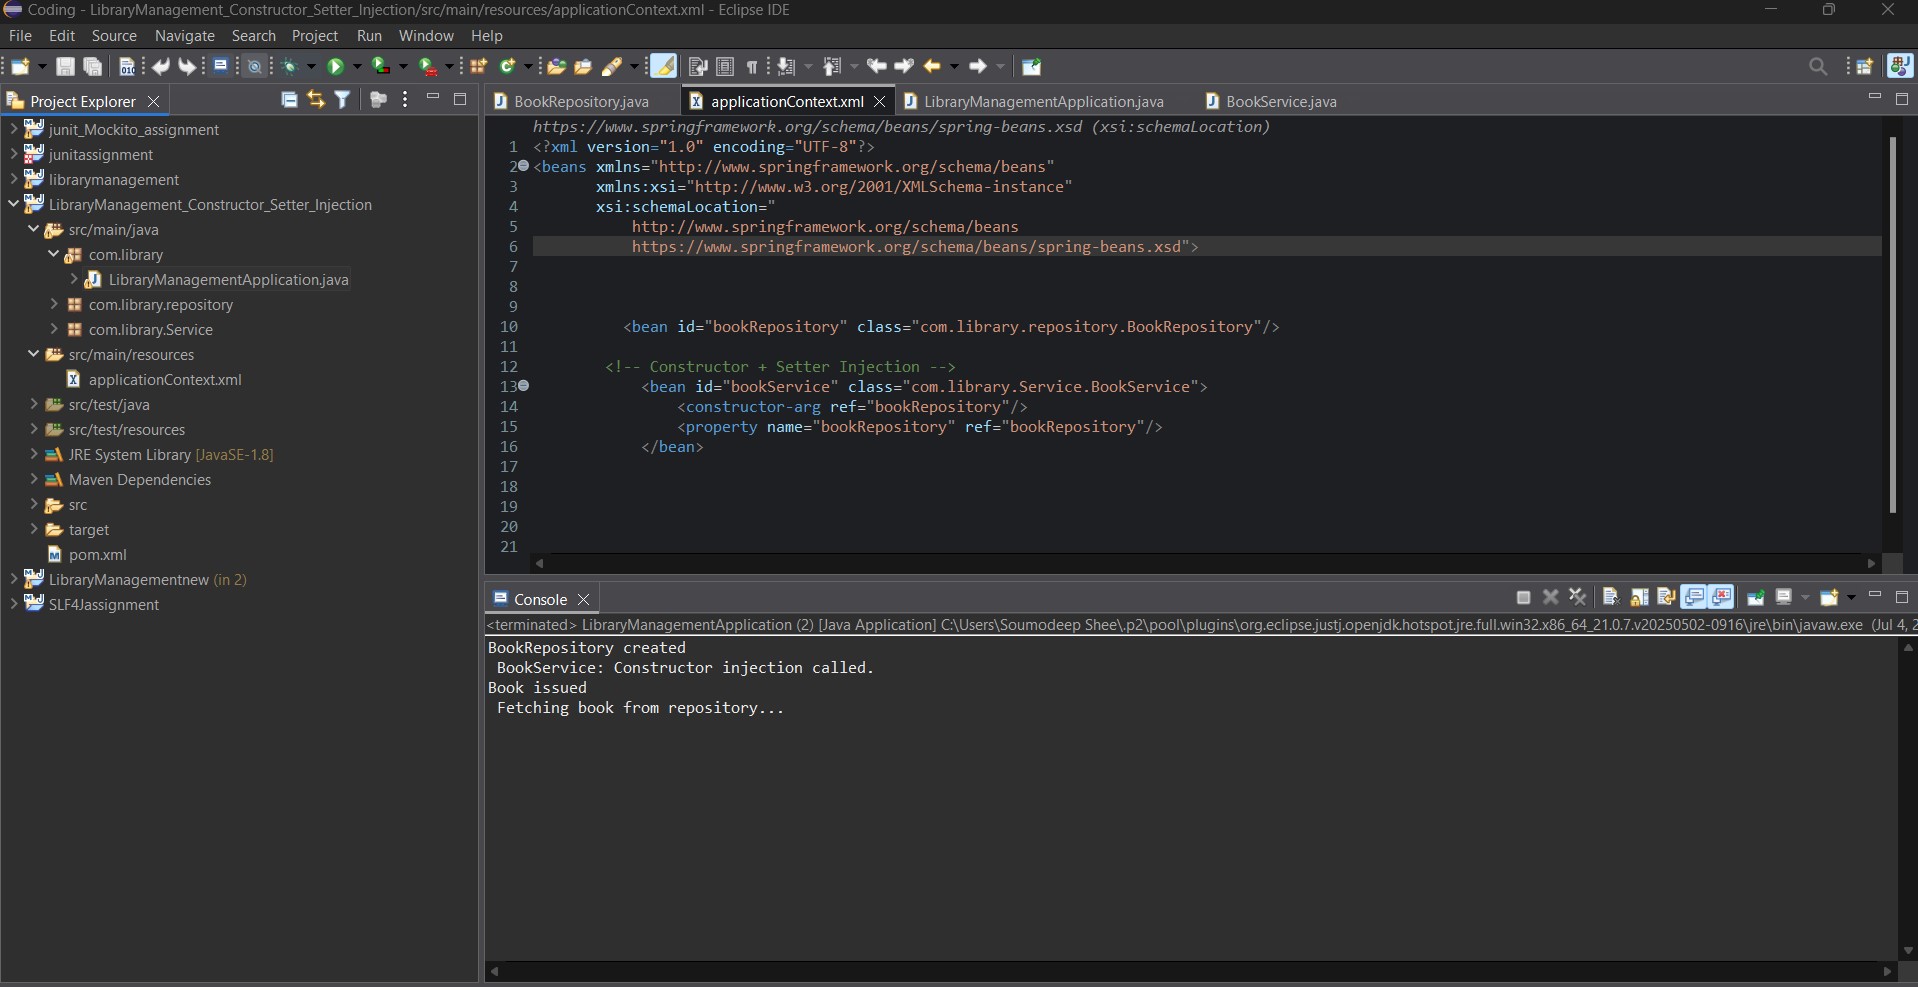 Coding - LibraryManagement_Constructor_Setter_Injection/src/main/resources/applicationContext.xml - Eclipse IDE
File Edit Source Navigate Search Project Run Window Help
Project Explorer
junit_Mockito_assignment
junitassignment
librarymanagement
LibraryManagement_Constructor_Setter_Injection
src/main/java
com.library
LibraryManagementApplication.java
com.library.repository
com.library.Service
src/main/resources
applicationContext.xml
src/test/java
src/test/resources
JRE System Library [JavaSE-1.8]
Maven Dependencies
src
target
pom.xml
LibraryManagementnew (in 2)
SLF4Jassignment
BookRepository.java applicationContext.xml LibraryManagementApplication.java BookService.java
https://www.springframework.org/schema/beans/spring-beans.xsd (xsi:schemaLocation)
1 <?xml version="1.0" encoding="UTF-8"?>
2 <beans xmlns="http://www.springframework.org/schema/beans"
3 xmlns:xsi="http://www.w3.org/2001/XMLSchema-instance"
4 xsi:schemaLocation="
5 http://www.springframework.org/schema/beans
6 https://www.springframework.org/schema/beans/spring-beans.xsd">
7
8
9
10 <bean id="bookRepository" class="com.library.repository.BookRepository"/>
11
12 <!-- Constructor + Setter Injection -->
13 <bean id="bookService" class="com.library.Service.BookService">
14 <constructor-arg ref="bookRepository"/>
15 <property name="bookRepository" ref="bookRepository"/>
16 </bean>
17
18
19
20
21
Console
<terminated> LibraryManagementApplication (2) [Java Application] C:\Users\Soumodeep Shee\.p2\pool\plugins\org.eclipse.justj.openjdk.hotspot.jre.full.win32.x86_64_21.0.7.v20250502-0916\jre\bin\javaw.exe (Jul 4, 2
BookRepository created
BookService: Constructor injection called.
Book issued
Fetching book from repository...